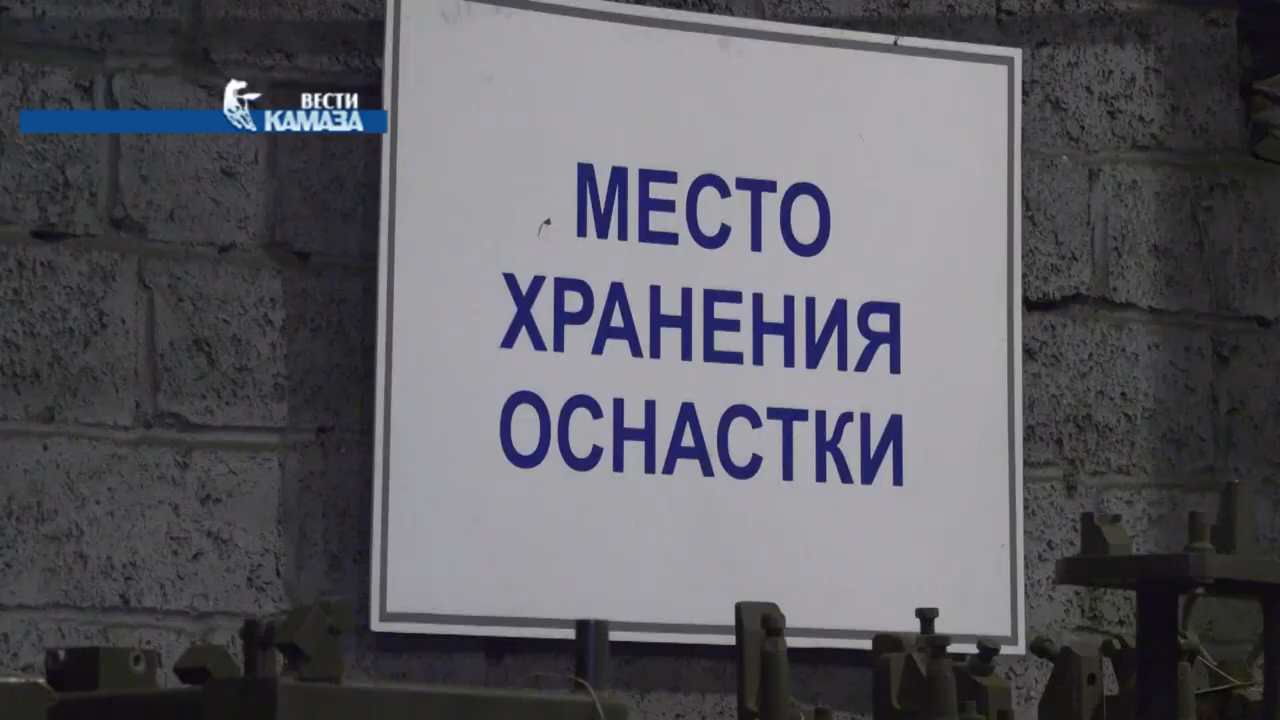 ВЕСТИ
КАМАЗА
МЕСТО
ХРАНЕНИЯ
ОСНАСТКИ